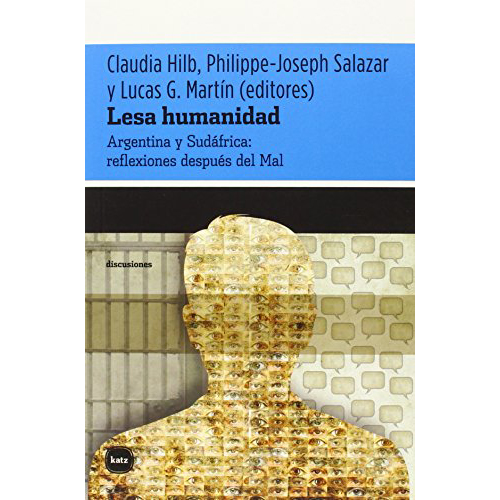 Claudia Hilb, Philippe-Joseph Salazar
y Lucas G. Martín (editores)
Lesa humanidad
Argentina y Sudáfrica:
reflexiones después del Mal
discusiones
katz